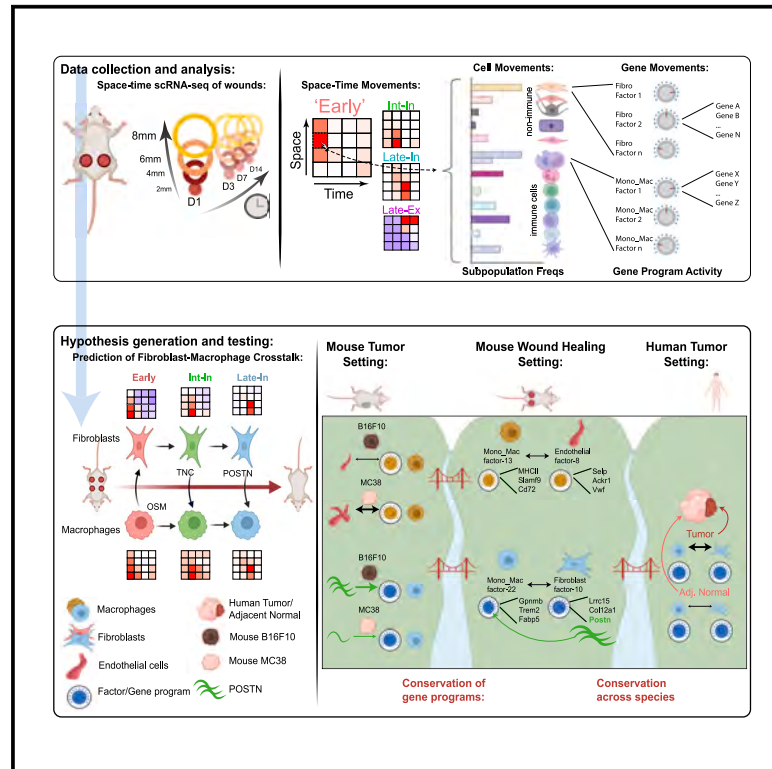 Data collection and analysis:
Space-time scRNA-seq of wounds:
8mm
6mm
4mm
2mm
D1
D3
D7
D14
Space-Time Movements:
'Early'
Space
Time
Int-In
Late-In
Late-Ex
Cell Movements:
non-immune
immune cells
Subpopulation Freqs
Gene Movements:
Fibro
Factor 1
Fibro
Factor 2
Fibro
Factor n
Gene A
Gene B
...
Gene N
Mono_Mac
Factor 1
Mono_Mac
Factor 2
Mono_Mac
Factor n
Gene X
Gene Y
...
Gene Z
Gene Program Activity
Hypothesis generation and testing:
Prediction of Fibroblast-Macrophage Crosstalk:
Early
Int-In
Late-In
Fibroblasts
TNC
POSTN
OSM
Macrophages
Macrophages
Fibroblasts
Endothelial cells
Factor/Gene program
Human Tumor/
Adjacent Normal
Mouse B16F10
Mouse MC38
POSTN
Mouse Tumor
Setting:
Mouse Wound Healing
Setting:
Human Tumor
Setting:
B16F10
MC38
B16F10
MC38
Mono_Mac
factor-13
Endothelial
factor-8
MHCII
Slamf9
Cd72
Selp
Ackr1
Vwf
Mono_Mac
factor-22
Fibroblast
factor-10
Gpnmb
Trem2
Fabp5
Lrrc15
Col12a1
Postn
Tumor
Adj. Normal
Conservation of
gene programs:
Conservation
across species